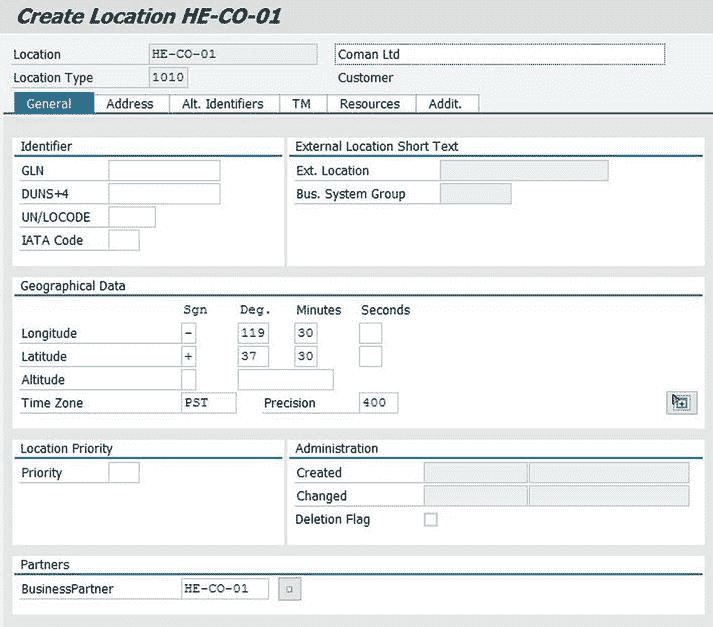 Create Location HE-CO-01
Location HE-CO-01 Coman Ltd
Location Type 1010 Customer
General Address Alt. Identifiers TM Resources Addit.
Identifier External Location Short Text
GLN Ext. Location
DUNS+4 Bus. System Group
UN/LOCODE
IATA Code
Geographical Data
Sgn Deg. Minutes Seconds
Longitude - 119 30
Latitude + 37 30
Altitude
Time Zone PST Precision 400
Location Priority Administration
Priority Created
Changed
Deletion Flag
Partners
BusinessPartner HE-CO-01